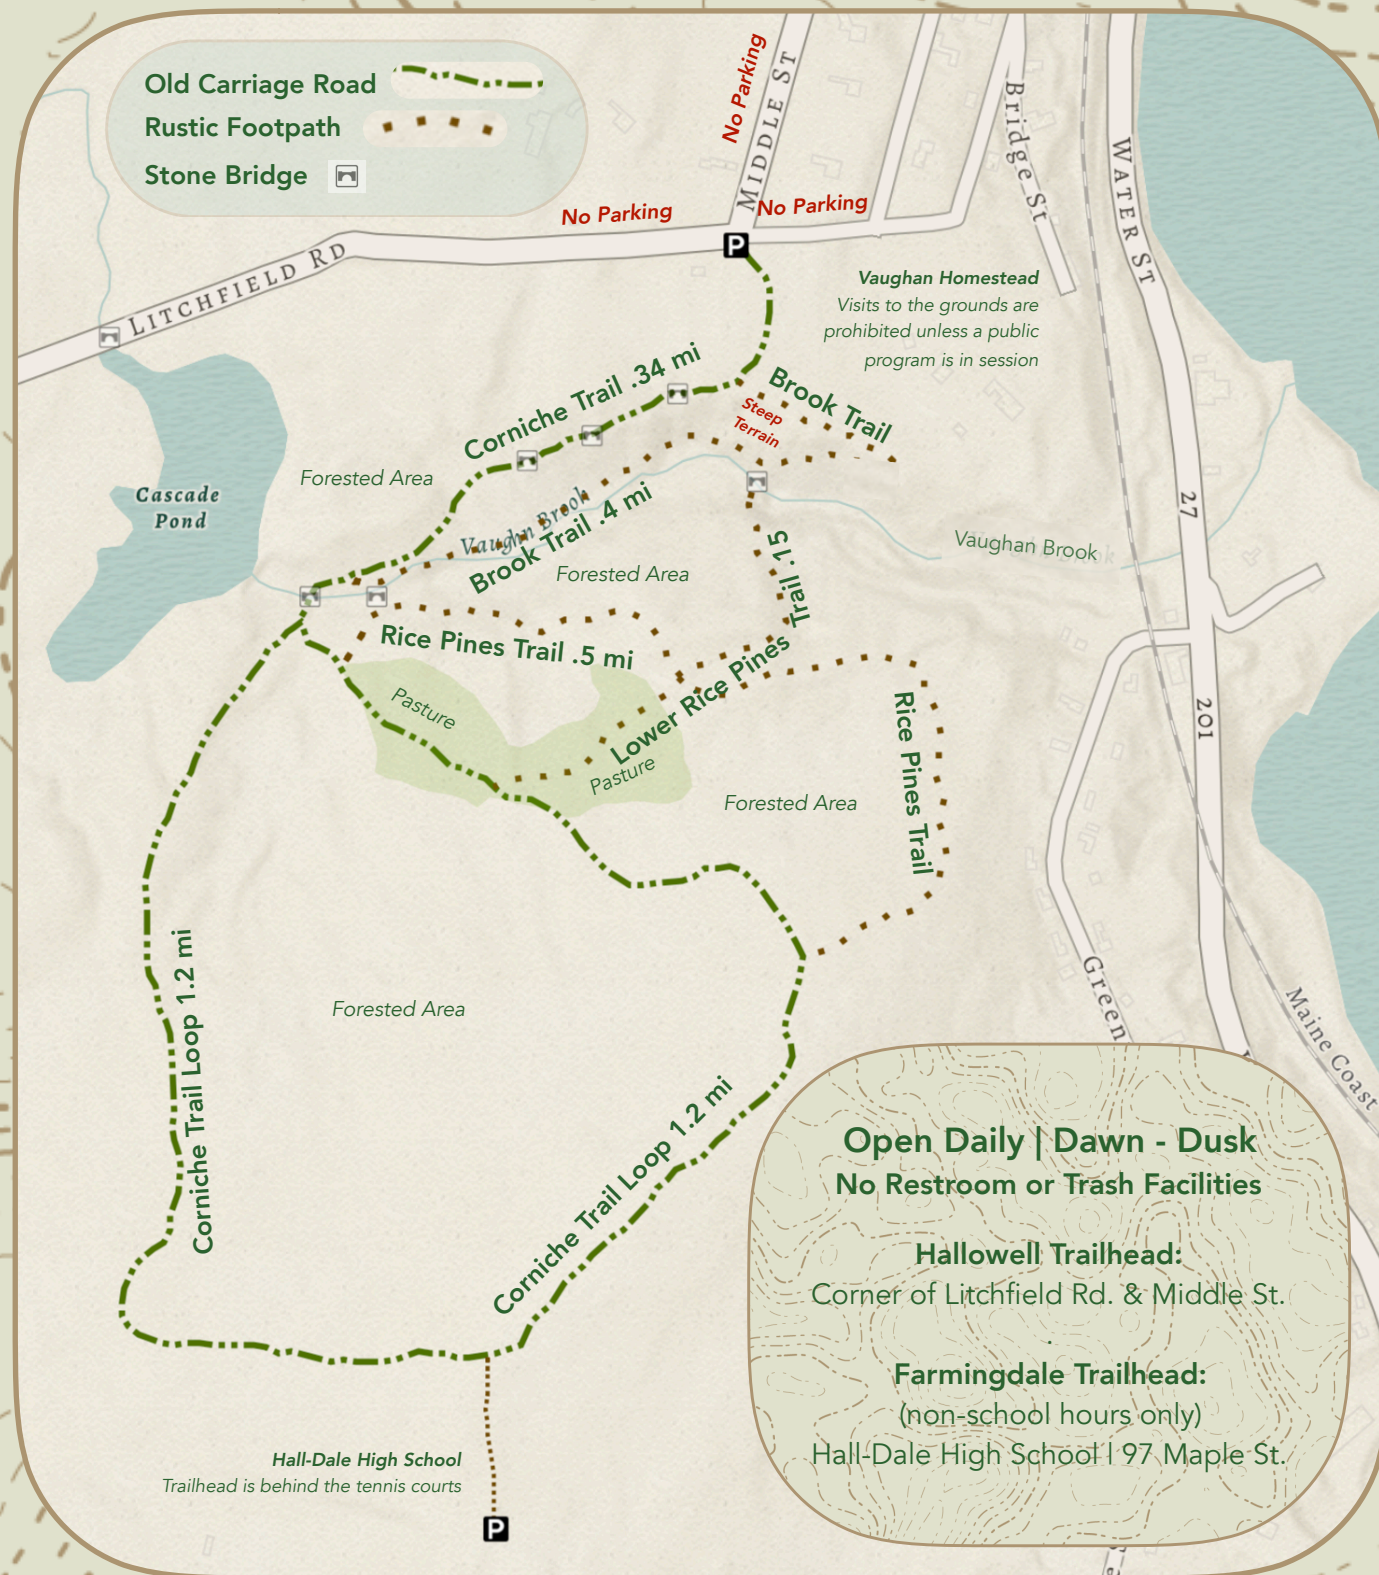 Old Carriage Road
Rustic Footpath
Stone Bridge
No Parking
MIDDLE ST
Bridge St
WATER ST
No Parking
No Parking
P
LITCHFIELD RD
Vaughan Homestead
Visits to the grounds are
prohibited unless a public
program is in session
Corniche Trail .34 mi
Brook Trail
Steep
Terrain
Forested Area
Cascade
Pond
Vaughn Brook
Brook Trail .4 mi
Forested Area
27
Vaughan Brook
Rice Pines Trail .5 mi
Lower Rice Pines Trail .15
Pasture
Pasture
Rice Pines Trail
201
Forested Area
Forested Area
Corniche Trail Loop 1.2 mi
Corniche Trail Loop 1.2 mi
Green
Maine Coast
Open Daily | Dawn - Dusk
No Restroom or Trash Facilities
Hallowell Trailhead:
Corner of Litchfield Rd. & Middle St.
.
Farmingdale Trailhead:
(non-school hours only)
Hall-Dale High School | 97 Maple St.
Hall-Dale High School
Trailhead is behind the tennis courts
P